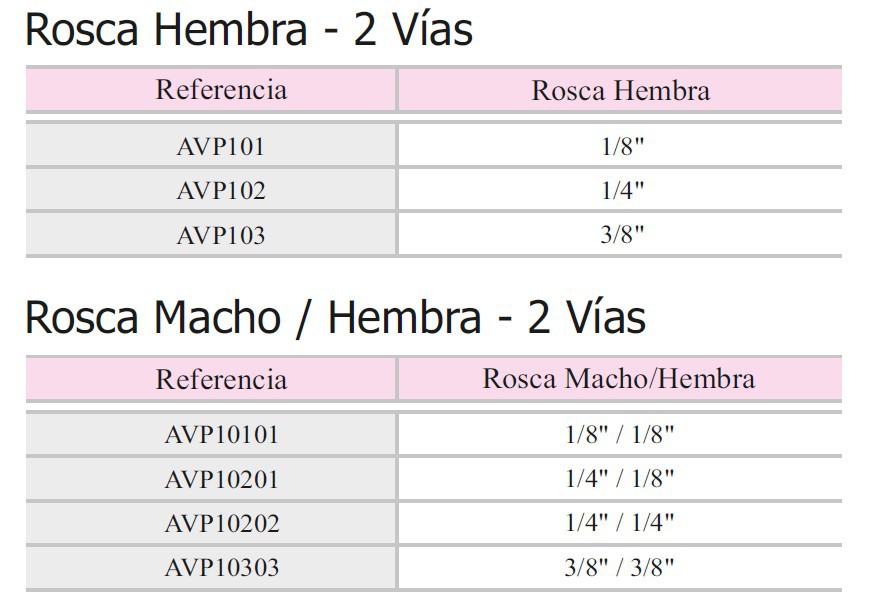 Rosca Hembra - 2 Vías
Referencia Rosca Hembra
AVP101 1/8"
AVP102 1/4"
AVP103 3/8"
Rosca Macho / Hembra - 2 Vías
Referencia Rosca Macho/Hembra
AVP10101 1/8" / 1/8"
AVP10201 1/4" / 1/8"
AVP10202 1/4" / 1/4"
AVP10303 3/8" / 3/8"